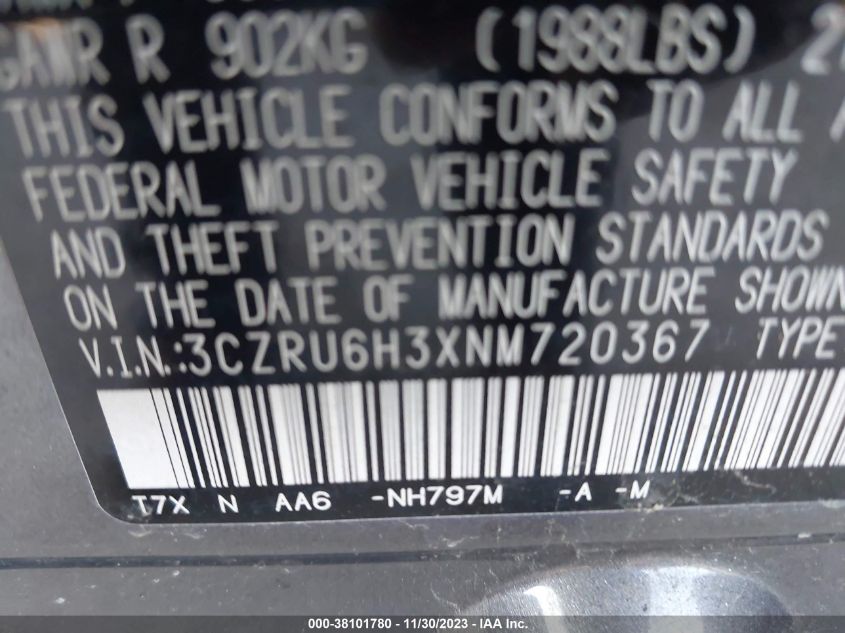 GAWR R 902KG (1988LBS)
THIS VEHICLE CONFORMS TO ALL
FEDERAL MOTOR VEHICLE SAFETY
AND THEFT PREVENTION STANDARDS
ON THE DATE OF MANUFACTURE SHOWN
V.I.N.:3CZRU6H3XNM720367 TYPE
T7X N AA6 -NH797M -A -M
000-38101780 - 11/30/2023 - IAA Inc.